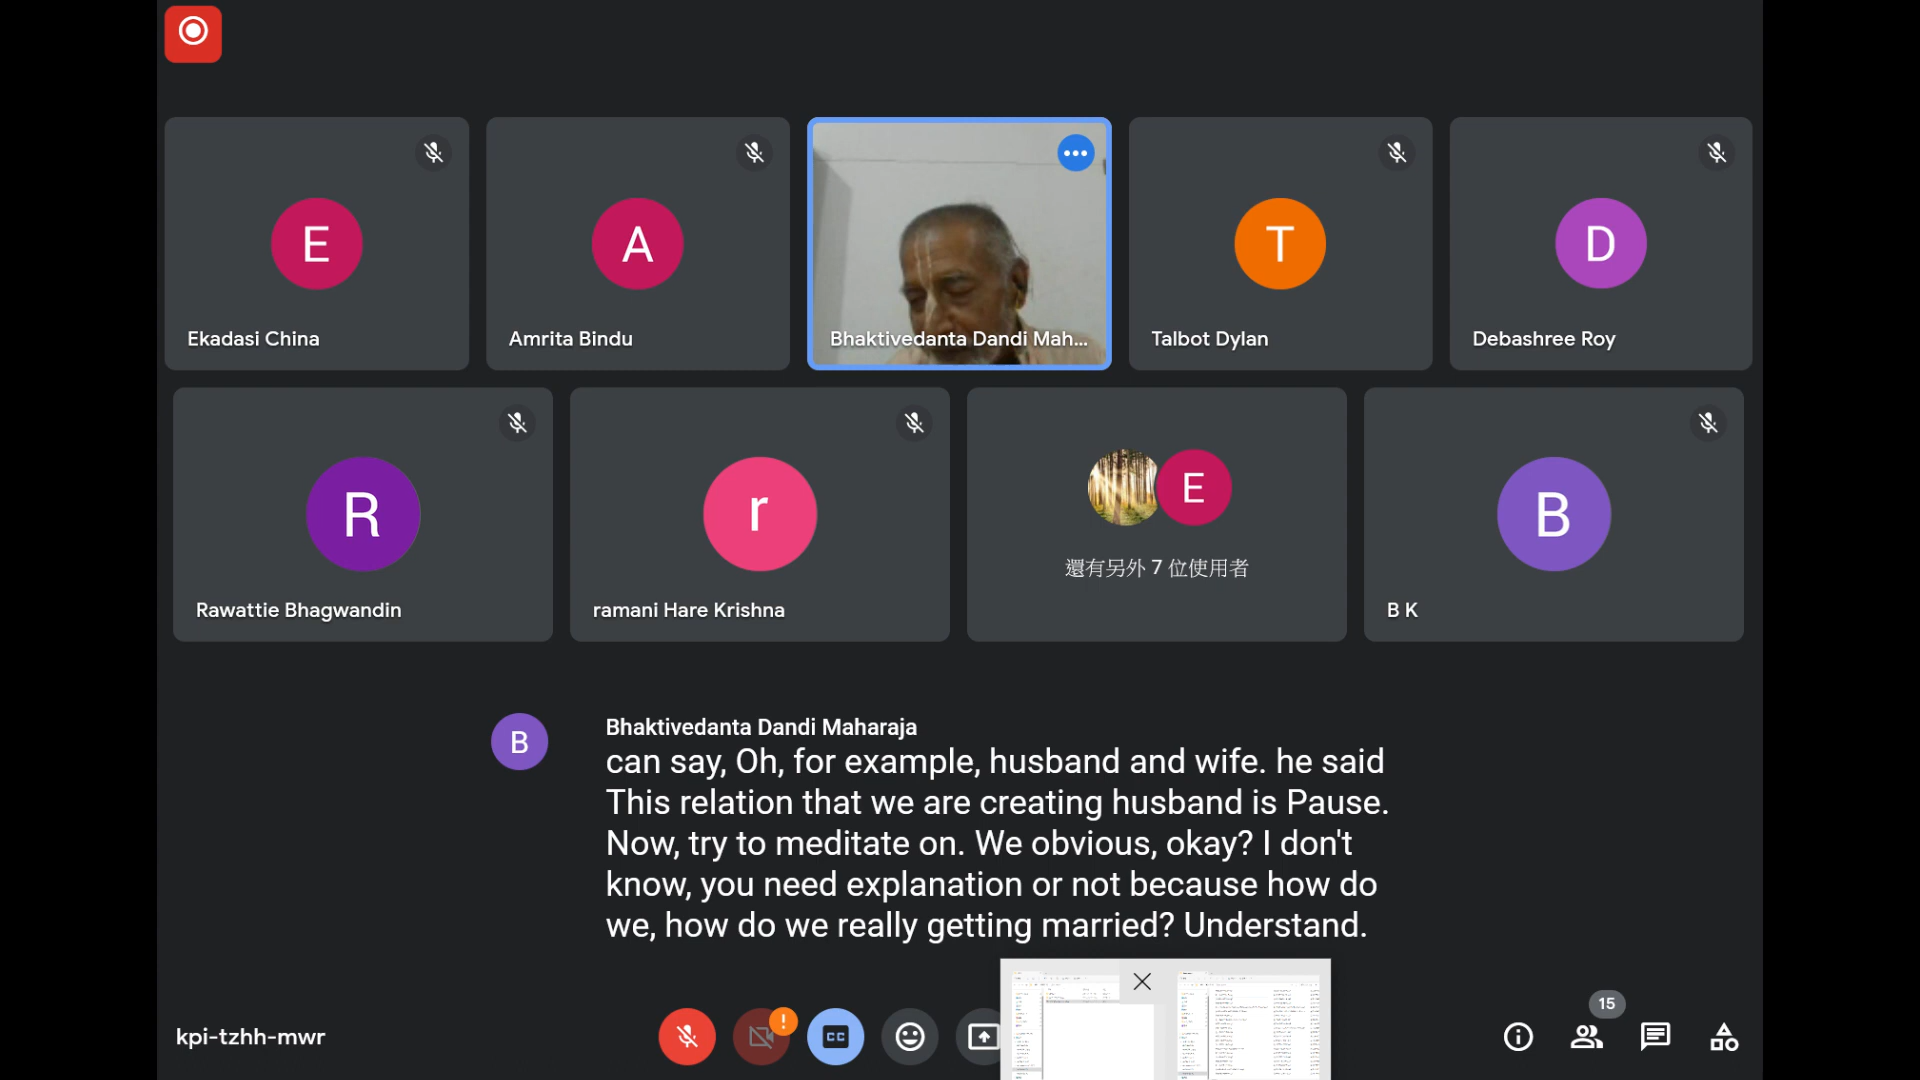 E
Ekadasi China
A
Amrita Bindu
Bhaktivedanta Dandi Mah...
T
Talbot Dylan
D
Debashree Roy
R
Rawattie Bhagwandin
r
ramani Hare Krishna
E
還有另外 7 位使用者
B
B K
B
Bhaktivedanta Dandi Maharaja
can say, Oh, for example, husband and wife. he said
This relation that we are creating husband is Pause.
Now, try to meditate on. We obvious, okay? I don't
know, you need explanation or not because how do
we, how do we really getting married? Understand.
kpi-tzhh-mwr
!
CC
15